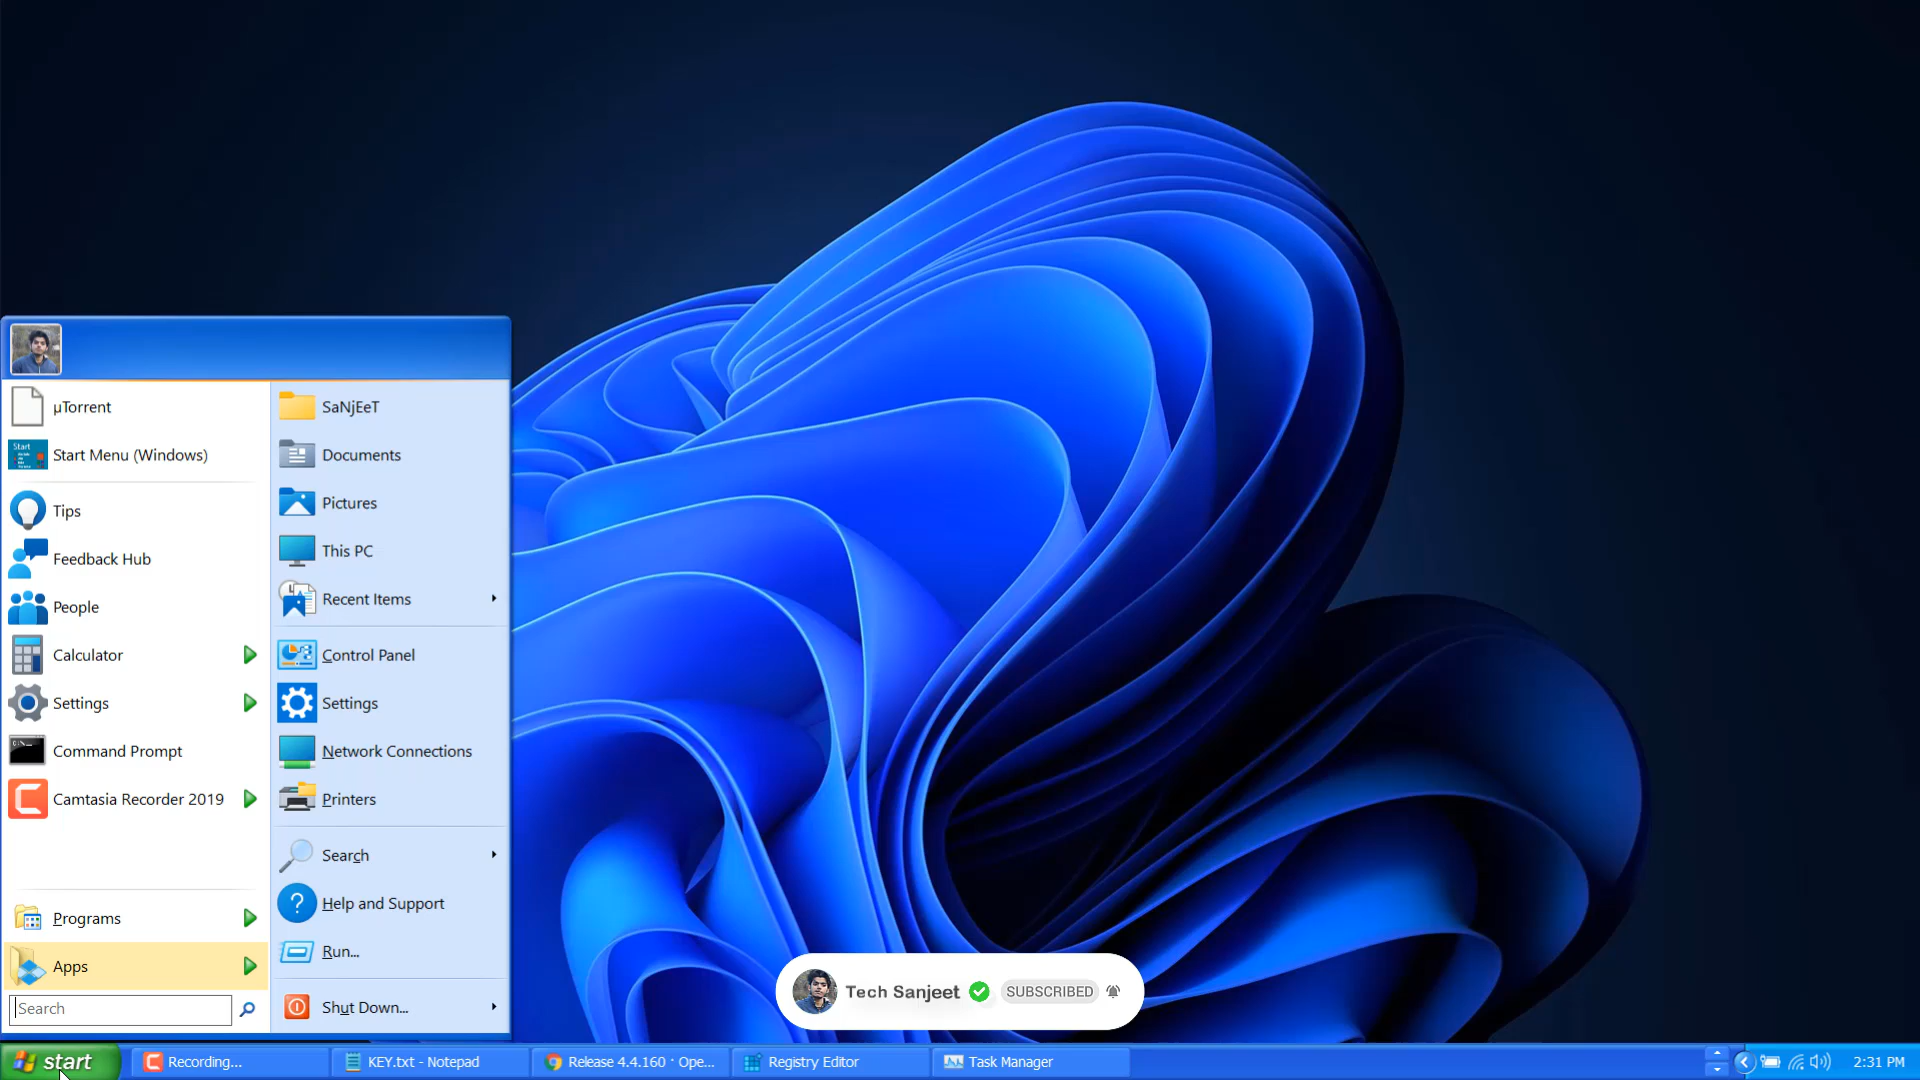 µTorrent
Start Menu (Windows)
Tips
Feedback Hub
People
Calculator
Settings
Command Prompt
Camtasia Recorder 2019
Programs
Apps
Search
SaNjEeT
Documents
Pictures
This PC
Recent Items
Control Panel
Settings
Network Connections
Printers
Search
Help and Support
Run...
Shut Down...
Tech Sanjeet SUBSCRIBED
start
Recording...
KEY.txt - Notepad
Release 4.4.160 · Ope...
Registry Editor
Task Manager
2:31 PM